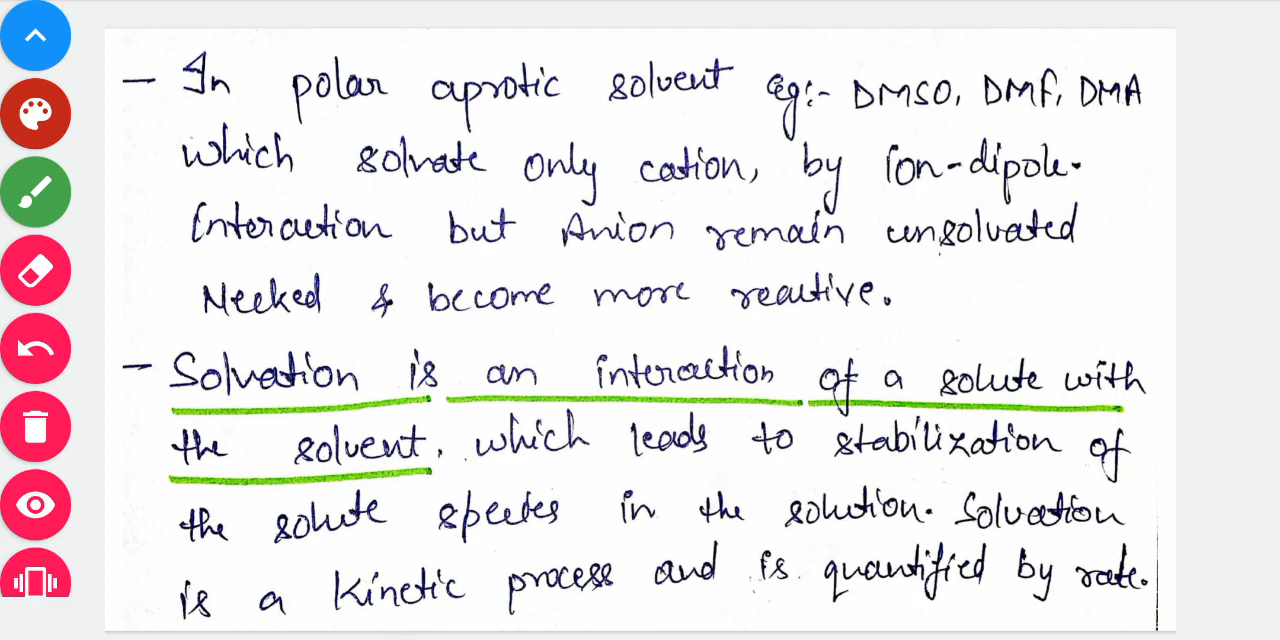 – In polar aprotic solvent eg:- DMSO, DMF, DMA
which solvate only cation, by ion-dipole-
interaction but Anion remain unsolvated
Necked & become more reactive.
– Solvation is an interaction of a solute with
the solvent, which leads to stabilization of
the solute species in the solution. Solvation
is a kinetic process and is quantified by rate.